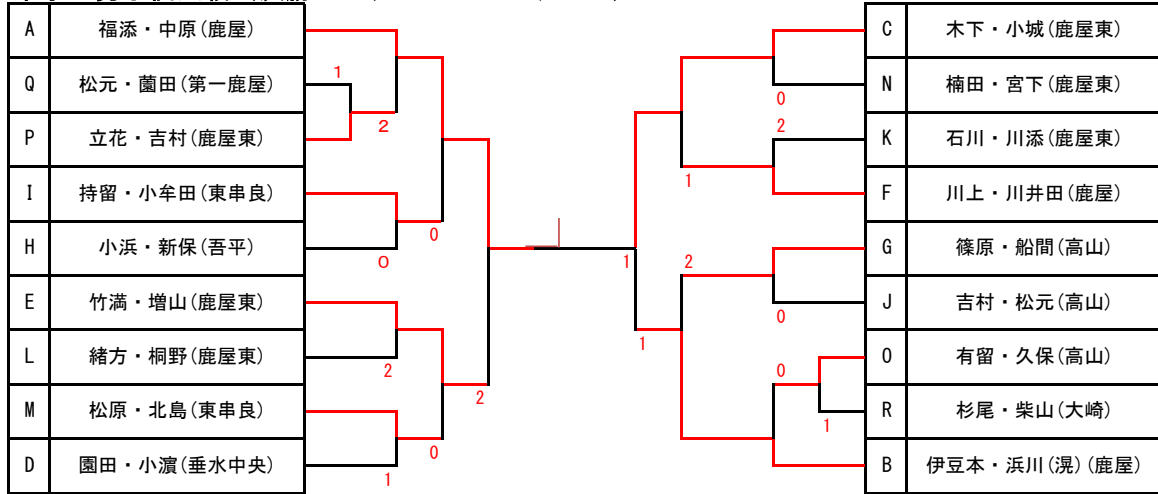 A 福添・中原(鹿屋)
Q 松元・薗田(第一鹿屋)
P 立花・吉村(鹿屋東)
I 持留・小牟田(東串良)
H 小浜・新保(吾平)
E 竹満・増山(鹿屋東)
L 緒方・桐野(鹿屋東)
M 松原・北島(東串良)
D 園田・小濵(垂水中央)
1
2
0
0
2
2
0
1
1
1
0
2
1
2
0
0
1
C 木下・小城(鹿屋東)
N 楠田・宮下(鹿屋東)
K 石川・川添(鹿屋東)
F 川上・川井田(鹿屋)
G 篠原・船間(高山)
J 吉村・松元(高山)
O 有留・久保(高山)
R 杉尾・柴山(大崎)
B 伊豆本・浜川(滉)(鹿屋)